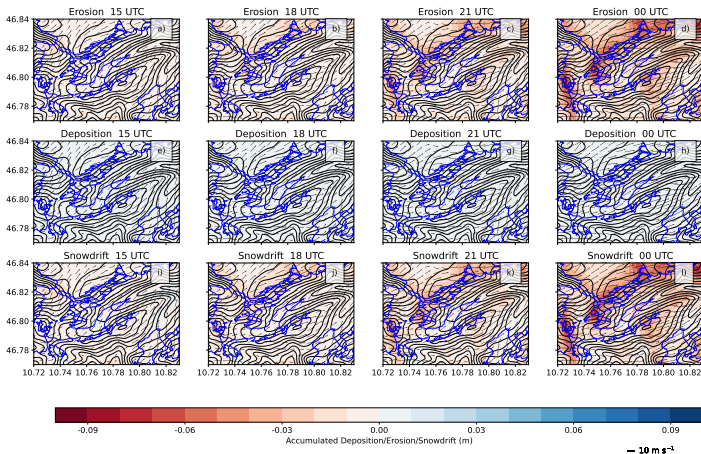 Erosion 15 UTC
Erosion 18 UTC
Erosion 21 UTC
Erosion 00 UTC
46.84
46.82
46.80
46.78
a)
b)
c)
d)
Deposition 15 UTC
Deposition 18 UTC
Deposition 21 UTC
Deposition 00 UTC
46.84
46.82
46.80
46.78
e)
f)
g)
h)
Snowdrift 15 UTC
Snowdrift 18 UTC
Snowdrift 21 UTC
Snowdrift 00 UTC
46.84
46.82
46.80
46.78
i)
j)
k)
l)
10.72 10.74 10.76 10.78 10.80 10.82
10.72 10.74 10.76 10.78 10.80 10.82
10.72 10.74 10.76 10.78 10.80 10.82
10.72 10.74 10.76 10.78 10.80 10.82
-0.09 -0.06 -0.03 0.00 0.03 0.06 0.09
Accumulated Deposition/Erosion/Snowdrift (m)
10 m s⁻¹